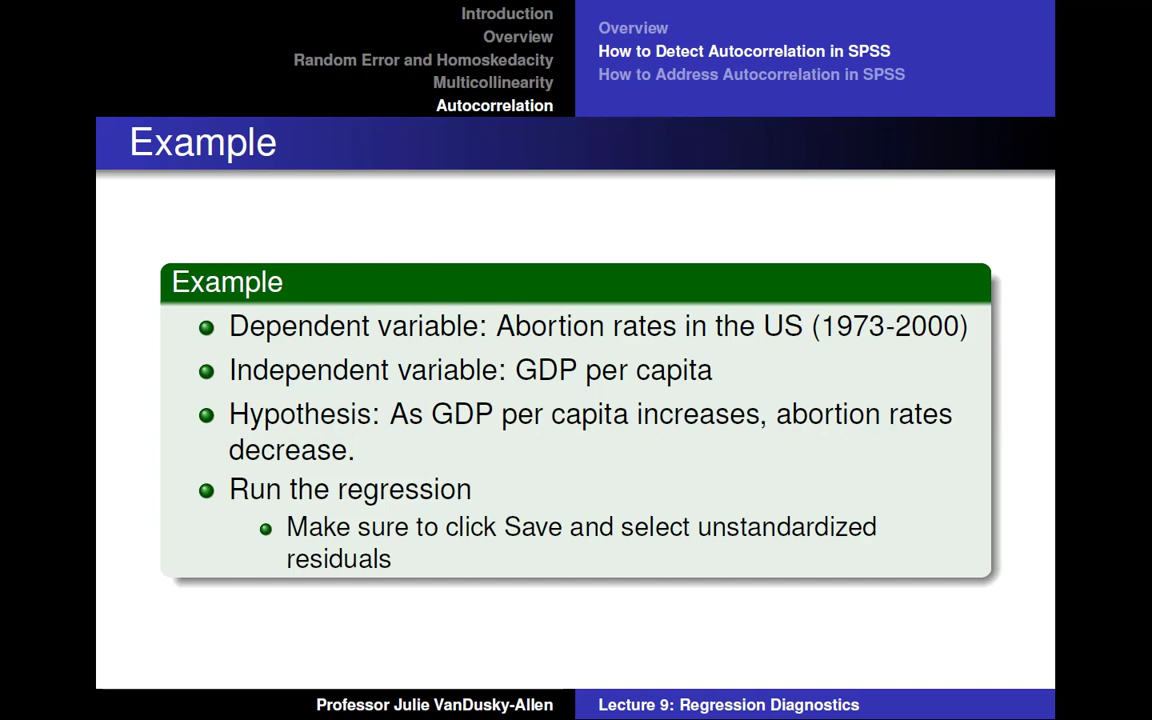 Introduction
Overview
Random Error and Homoskedacity
Multicollinearity
Autocorrelation
Overview
How to Detect Autocorrelation in SPSS
How to Address Autocorrelation in SPSS
Example
Example
Dependent variable: Abortion rates in the US (1973-2000)
Independent variable: GDP per capita
Hypothesis: As GDP per capita increases, abortion rates
decrease.
Run the regression
Make sure to click Save and select unstandardized
residuals
Professor Julie VanDusky-Allen
Lecture 9: Regression Diagnostics